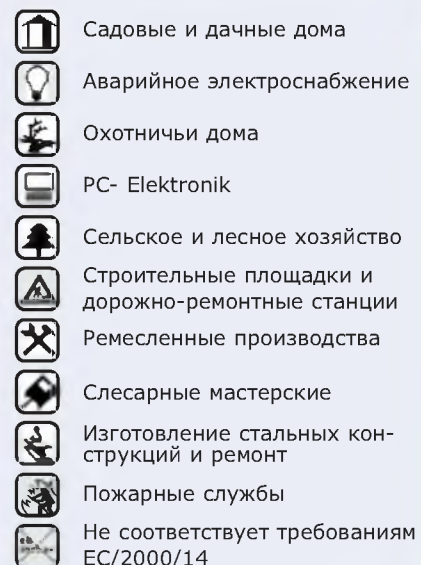 Садовые и дачные дома
Аварийное электроснабжение
Охотничьи дома
PC- Elektronik
Сельское и лесное хозяйство
Строительные площадки и
дорожно-ремонтные станции
Ремесленные производства
Слесарные мастерские
Изготовление стальных кон-
струкций и ремонт
Пожарные службы
Не соответствует требованиям
EC/2000/14